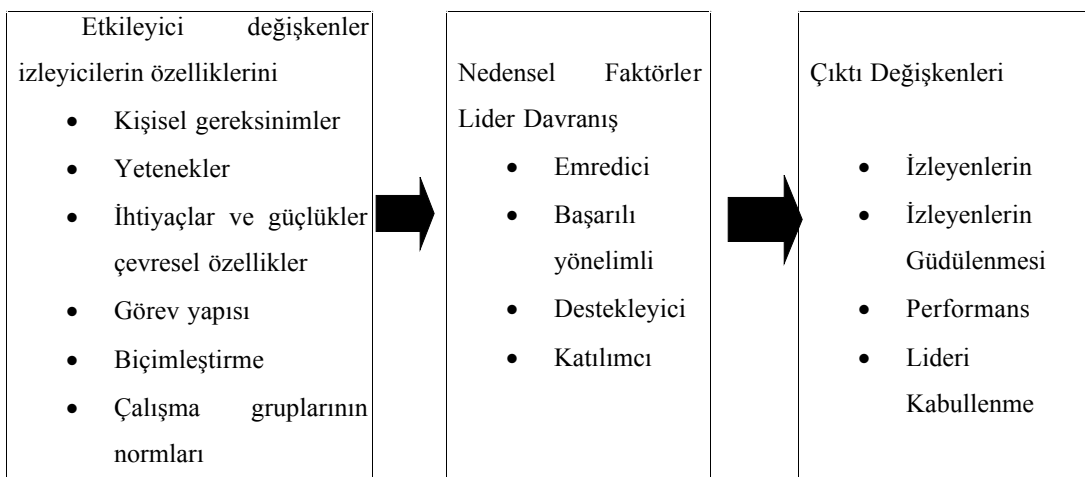 Etkileyici değişkenler
izleyicilerin özelliklerini
• Kişisel gereksinimler
• Yetenekler
• İhtiyaçlar ve güçlükler
çevresel özellikler
• Görev yapısı
• Biçimleştirme
• Çalışma gruplarının
normları
Nedensel Faktörler
Lider Davranış
• Emredici
• Başarılı
yönelimli
• Destekleyici
• Katılımcı
Çıktı Değişkenleri
• İzleyenlerin
• İzleyenlerin
Güdülenmesi
• Performans
• Lideri
Kabullenme